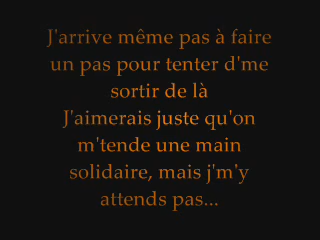 J'arrive même pas à faire
un pas pour tenter d'me
sortir de là
J'aimerais juste qu'on
m'tende une main
solidaire, mais j'm'y
attends pas...